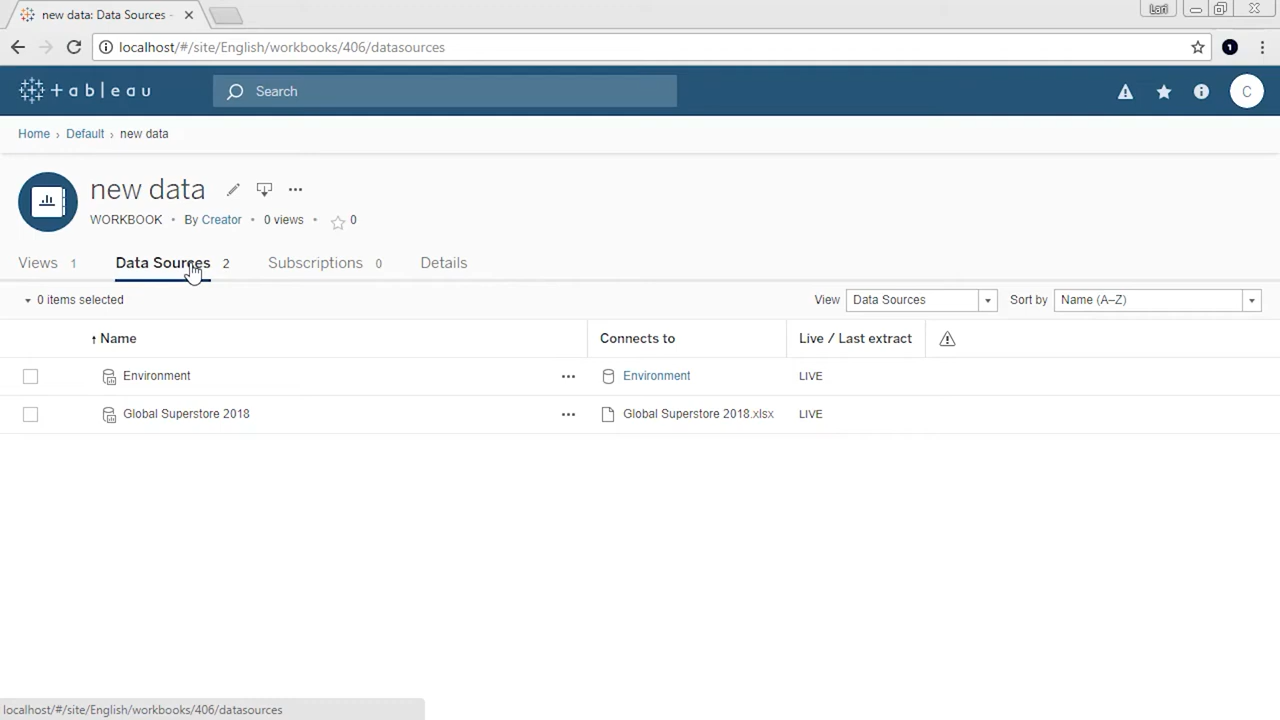 new data: Data Sources -
Lari
localhost/#/site/English/workbooks/406/datasources
1
+ a b l e a u
Search
C
Home › Default › new data
new data
WORKBOOK • By Creator • 0 views • 0
Views 1 Data Sources 2 Subscriptions 0 Details
0 items selected View Data Sources Sort by Name (A–Z)
↑ Name Connects to Live / Last extract
Environment ••• Environment LIVE
Global Superstore 2018 ••• Global Superstore 2018.xlsx LIVE
localhost/#/site/English/workbooks/406/datasources